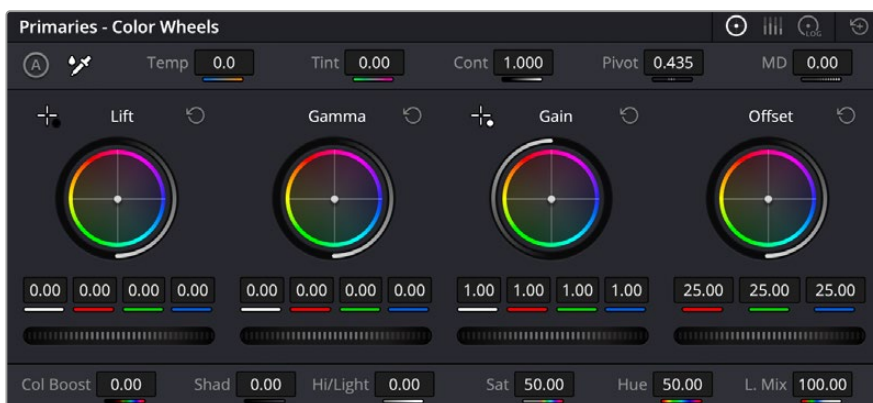 Primaries - Color Wheels
LOG
A Temp 0.0 Tint 0.00 Cont 1.000 Pivot 0.435 MD 0.00
Lift Gamma Gain Offset
0.00 0.00 0.00 0.00 0.00 0.00 0.00 0.00 1.00 1.00 1.00 1.00 25.00 25.00 25.00
Col Boost 0.00 Shad 0.00 Hi/Light 0.00 Sat 50.00 Hue 50.00 L. Mix 100.00